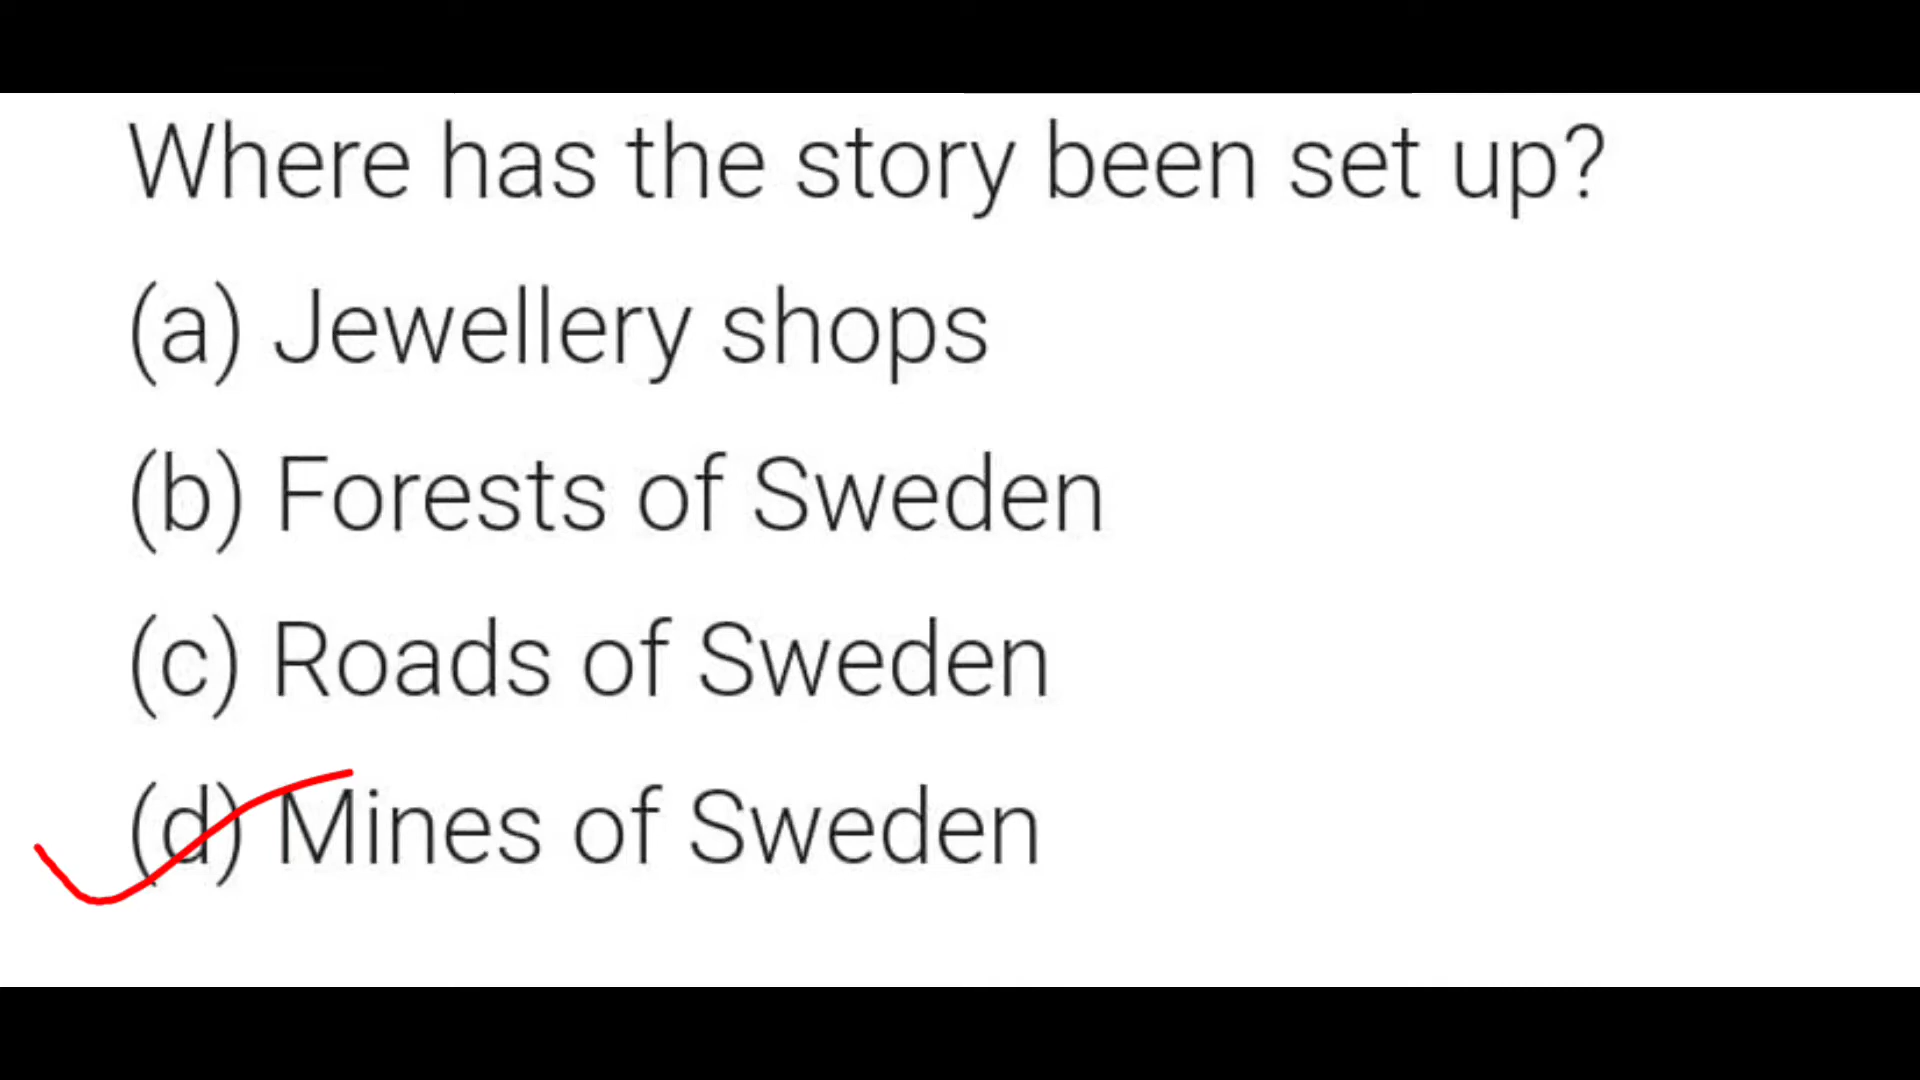 Where has the story been set up?
(a) Jewellery shops
(b) Forests of Sweden
(c) Roads of Sweden
(d) Mines of Sweden